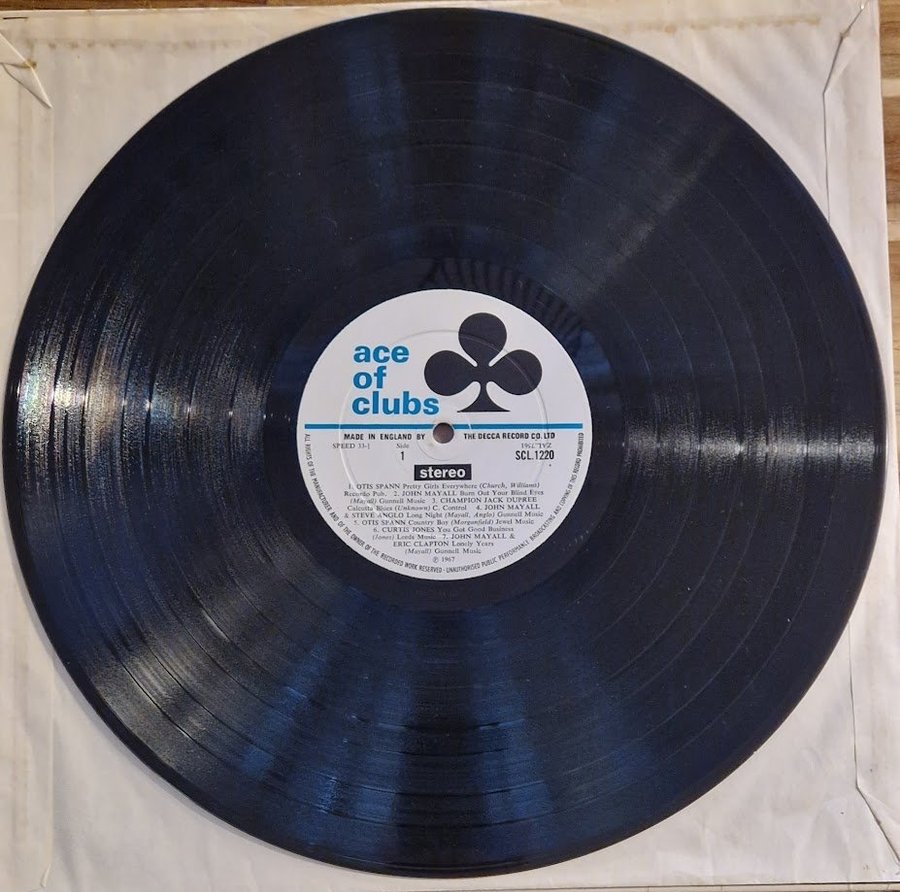 ace
of
clubs
MADE IN ENGLAND BY THE DECCA RECORD CO. LTD
SPEED 33⅓ Side
1 SCL.1220
stereo
1. OTIS SPANN Pretty Girls Everywhere (Church, Williams)
Recordo Pub. 2. JOHN MAYALL Burn Out Your Blind Eyes
(Mayall) Gunnell Music 3. CHAMPION JACK DUPREE
Calcutta Blues (Unknown) C. Control 4. JOHN MAYALL
& STEVE ANGLO Long Night (Mayall, Anglo) Gunnell Music
5. OTIS SPANN Country Boy (Morganfield) Jewel Music
6. CURTIS JONES You Got Good Business
(Jones) Lords Music 7. JOHN MAYALL &
ERIC CLAPTON Lonely Years
(Mayall) Gunnell Music
℗ 1967
ALL RIGHTS OF THE MANUFACTURER AND OF THE OWNER OF THE RECORDED WORK RESERVED · UNAUTHORISED PUBLIC PERFORMANCE, BROADCASTING AND COPYING OF THIS RECORD PROHIBITED